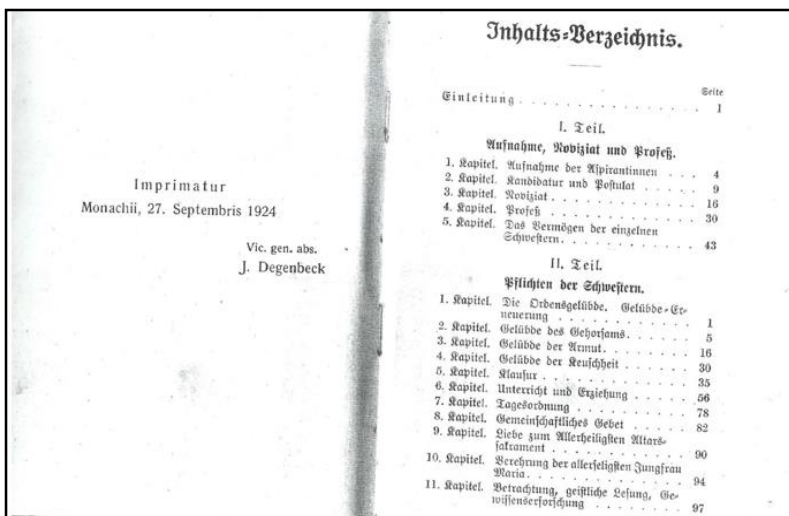 Imprimatur
Monachii, 27. Septembris 1924
Vic. gen. abs.
J. Degenbeck
Inhalts=Verzeichnis.
Seite
Einleitung . . . . . . . . . . . . . . . 1
I. Teil.
Aufnahme, Noviziat und Profeß.
1. Kapitel. Aufnahme der Aspirantinnen . . . 4
2. Kapitel. Kandidatur und Postulat . . . . . 9
3. Kapitel. Noviziat . . . . . . . . . . . . . 16
4. Kapitel. Profeß . . . . . . . . . . . . . . 30
5. Kapitel. Das Vermögen der einzelnen
Schwestern . . . . . . . . . . . . 43
II. Teil.
Pflichten der Schwestern.
1. Kapitel. Die Ordensgelübde. Gelübde=Er=
neuerung . . . . . . . . . . . . 1
2. Kapitel. Gelübde des Gehorsams . . . . . . 5
3. Kapitel. Gelübde der Armut . . . . . . . . 16
4. Kapitel. Gelübde der Keuschheit . . . . . . 30
5. Kapitel. Klausur . . . . . . . . . . . . . 35
6. Kapitel. Unterricht und Erziehung . . . . . 56
7. Kapitel. Tagesordnung . . . . . . . . . . 78
8. Kapitel. Gemeinschaftliches Gebet . . . . . 82
9. Kapitel. Liebe zum Allerheiligsten Altars=
sakrament . . . . . . . . . . . . 90
10. Kapitel. Verehrung der allerseligsten Jungfrau
Maria . . . . . . . . . . . . . . 94
11. Kapitel. Betrachtung, geistliche Lesung, Ge=
wissenserforschung . . . . . . . . 97